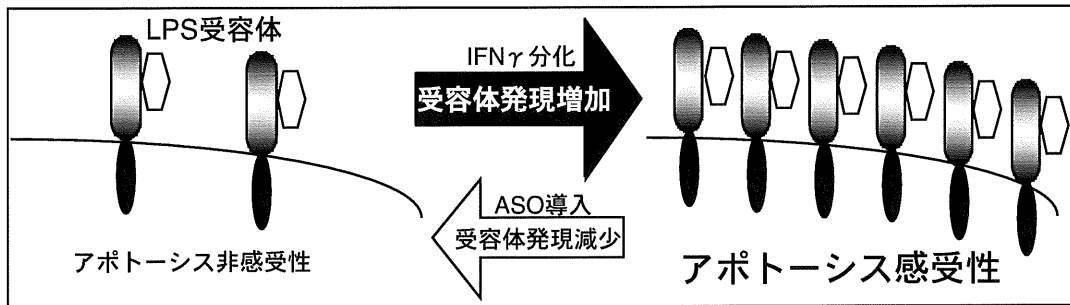 LPS受容体
IFNγ分化
受容体発現増加
ASO導入
受容体発現減少
アポトーシス非感受性
アポトーシス感受性